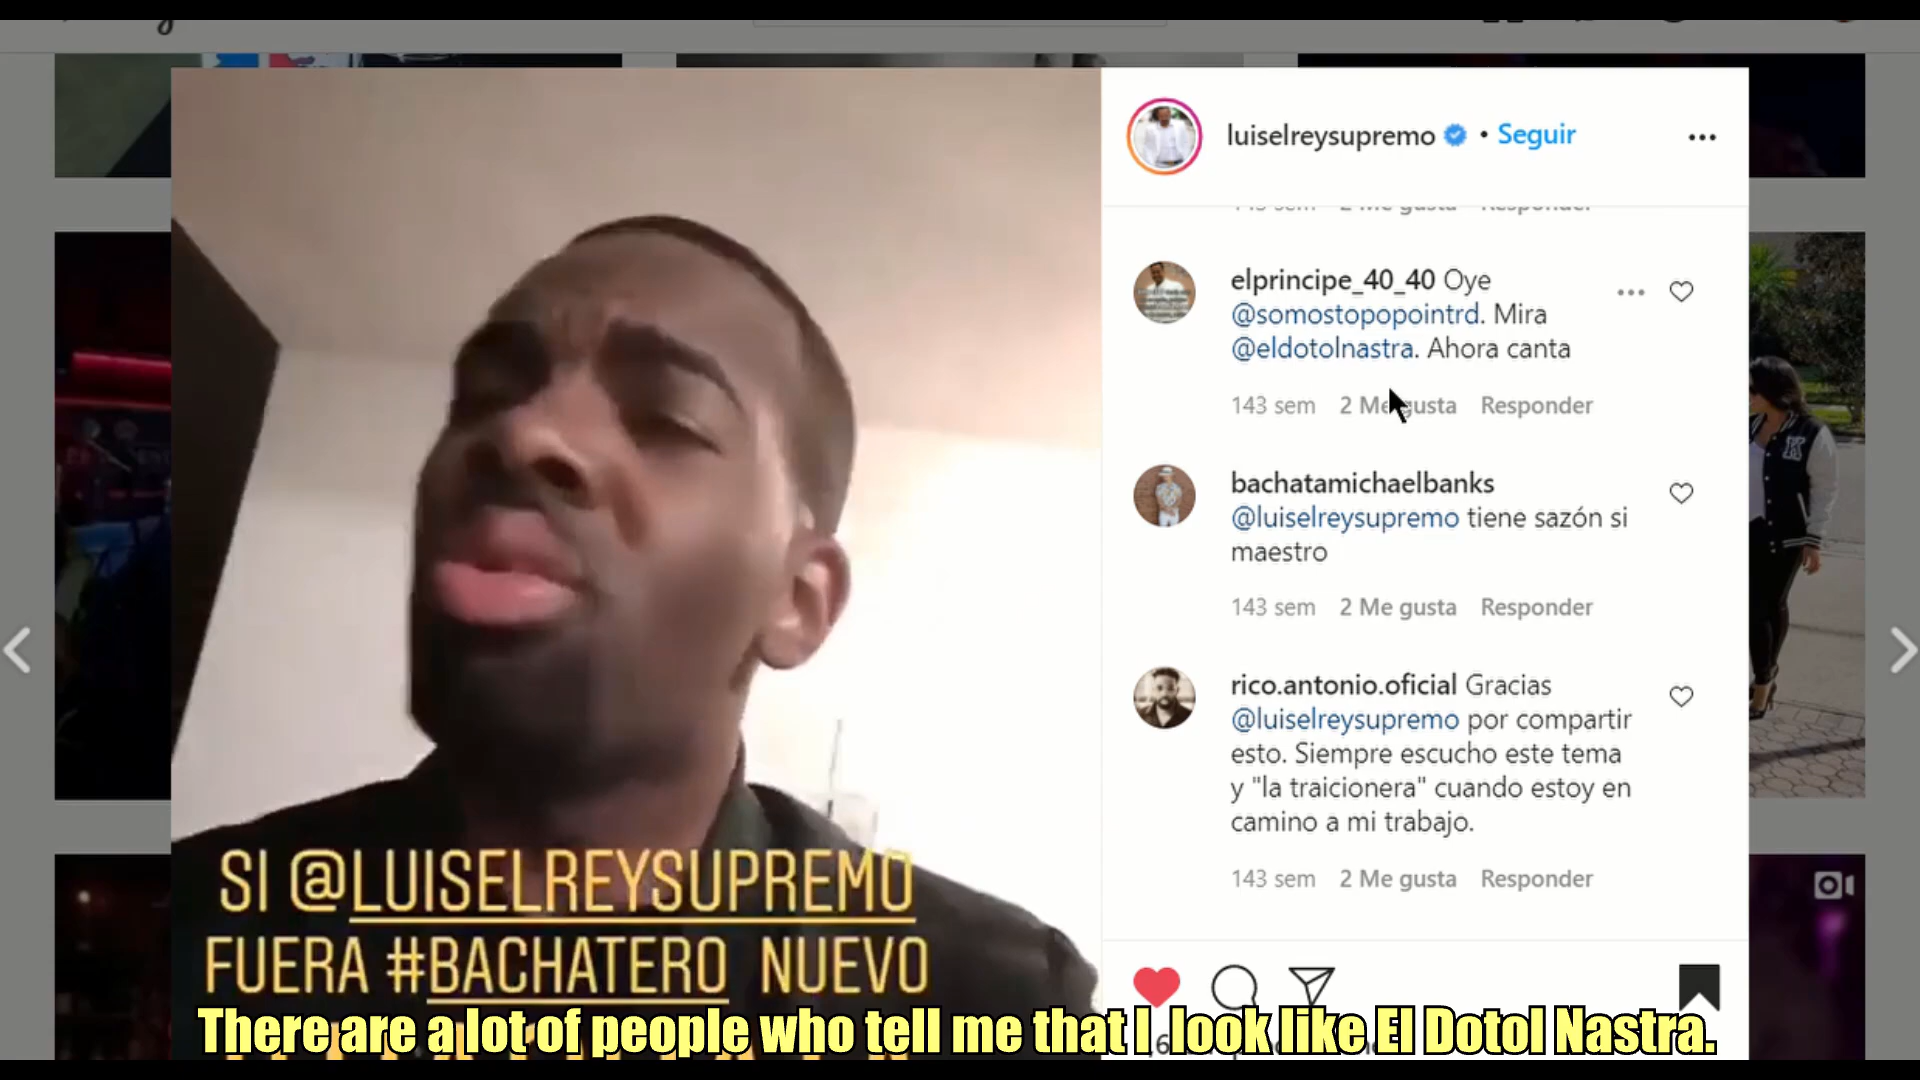 luiselreysupremo • Seguir
elprincipe_40_40 Oye
@somostopopointrd. Mira
@eldotolnastra. Ahora canta
143 sem 2 Me gusta Responder
bachatamichaelbanks
@luiselreysupremo tiene sazón si
maestro
143 sem 2 Me gusta Responder
rico.antonio.oficial Gracias
@luiselreysupremo por compartir
esto. Siempre escucho este tema
y "la traicionera" cuando estoy en
camino a mi trabajo.
143 sem 2 Me gusta Responder
SI @LUISELREYSUPREMO
FUERA #BACHATERO NUEVO
There are a lot of people who tell me that I look like El Dotol Nastra.
K